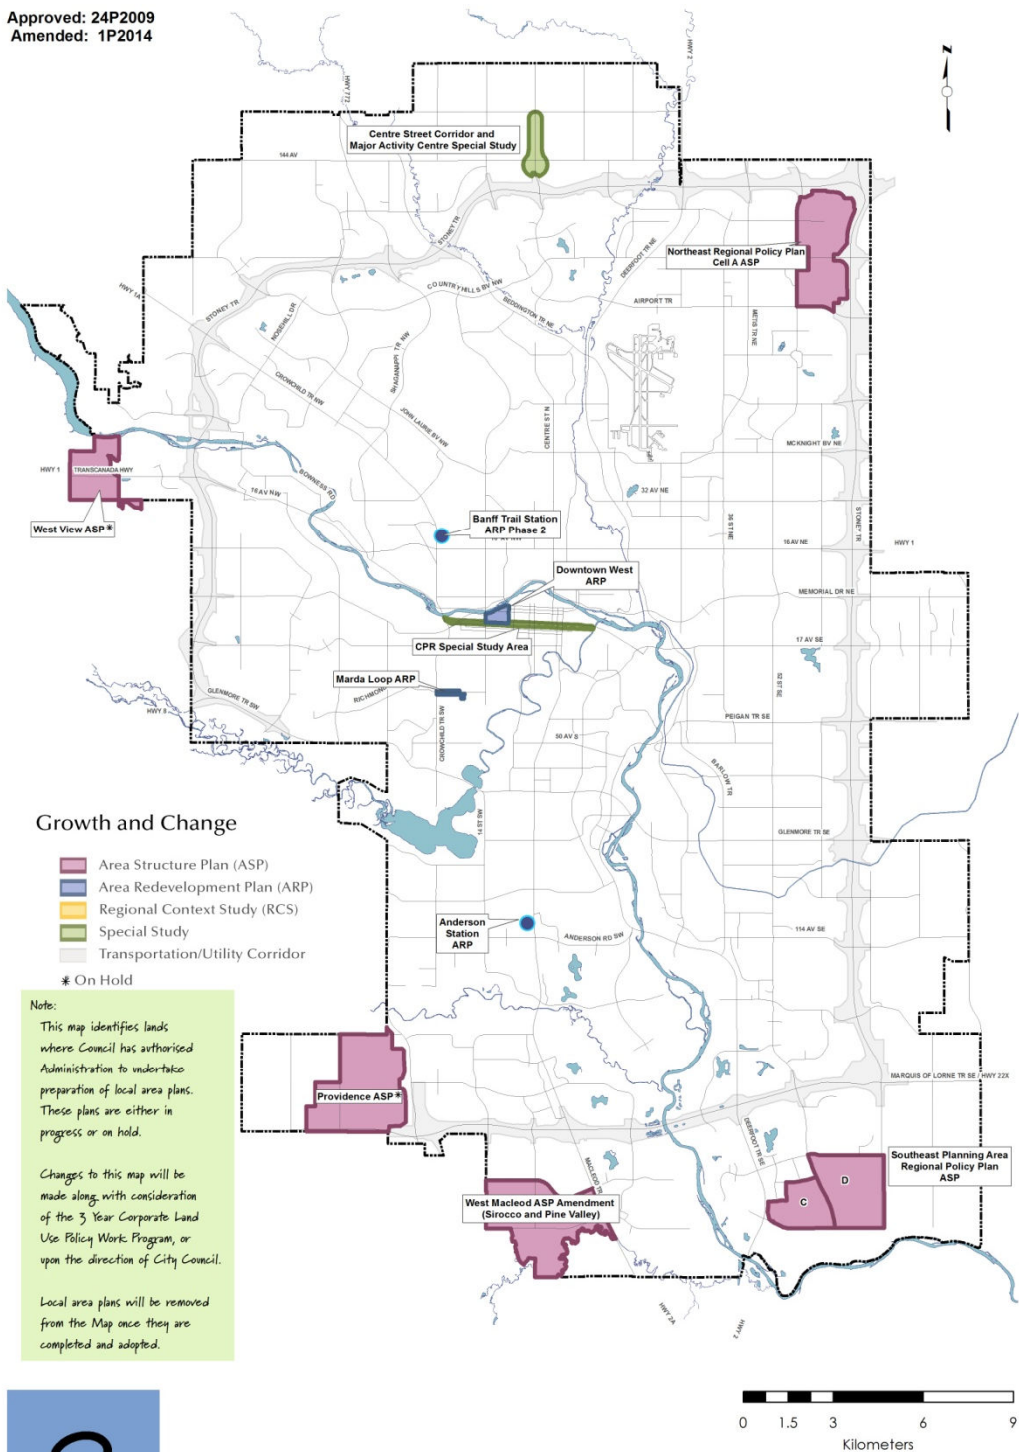 Approved: 24P2009
Amended: 1P2014
HWY 2
N
HWY 772
Centre Street Corridor and
Major Activity Centre Special Study
144 AV
STONEY TR
Northeast Regional Policy Plan
Cell A ASP
DEERFOOT TR NE
HWY 1A
COUNTRY HILLS BV NW
BEDDINGTON TR NE
AIRPORT TR
STONEY TR
NOSEHILL DR
METIS TR NE
SHAGANAPPI TR NW
CROWCHILD TR NW
JOHN LAURIE BV NW
CENTRE ST N
MCKNIGHT BV NE
HWY 1
TRANSCANADA HWY
BOWNESS RD
16 AV NW
32 AV NE
West View ASP*
Banff Trail Station
ARP Phase 2
36 ST NE
STONEY TR
16 AV NE
HWY 1
Downtown West
ARP
MEMORIAL DR NE
CPR Special Study Area
17 AV SE
Marda Loop ARP
52 ST SE
GLENMORE TR SW
HWY 8
PEIGAN TR SE
CROWCHILD TR SW
50 AV S
BARLOW TR
14 ST SW
GLENMORE TR SE
Growth and Change
Area Structure Plan (ASP)
Area Redevelopment Plan (ARP)
Regional Context Study (RCS)
Special Study
Transportation/Utility Corridor
* On Hold
Anderson
Station
ARP
ANDERSON RD SW
114 AV SE
Note:
This map identifies lands
where Council has authorised
Administration to undertake
preparation of local area plans.
These plans are either in
progress or on hold.
Changes to this map will be
made along with consideration
of the 3 Year Corporate Land
Use Policy Work Program, or
upon the direction of City Council.
Local area plans will be removed
from the Map once they are
completed and adopted.
Providence ASP*
MARQUIS OF LORNE TR SE / HWY 22X
DEERFOOT TR SE
MACLEOD TR
Southeast Planning Area
Regional Policy Plan
ASP
D
C
West Macleod ASP Amendment
(Sirocco and Pine Valley)
HWY 2A
HWY 2
0 1.5 3 6 9
Kilometers